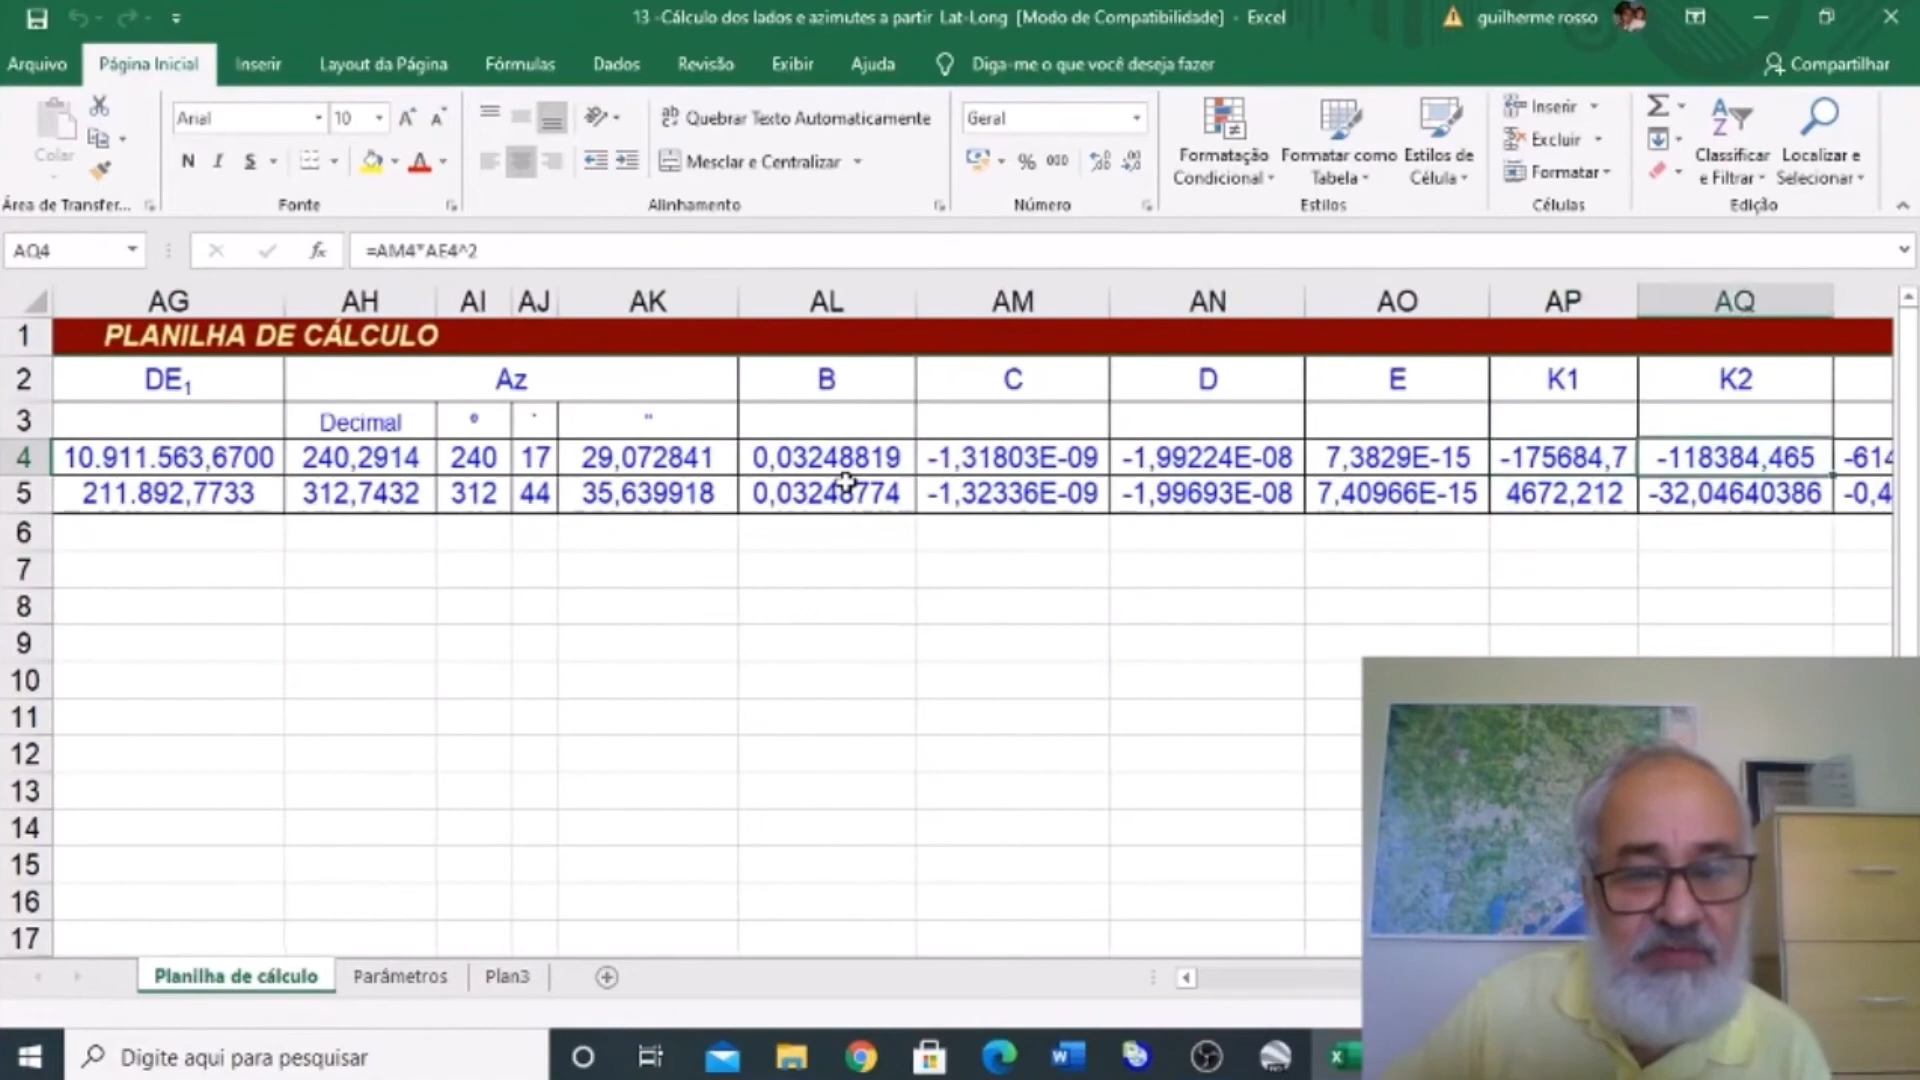 13 -Cálculo dos lados e azimutes a partir Lat-Long [Modo de Compatibilidade] - Excel
guilherme rosso
Arquivo Página Inicial Inserir Layout da Página Fórmulas Dados Revisão Exibir Ajuda Diga-me o que você deseja fazer Compartilhar
Colar
Arial 10
N I S
Quebrar Texto Automaticamente
Mesclar e Centralizar
Geral
% 000
Formatação Condicional
Formatar como Tabela
Estilos de Célula
Inserir
Excluir
Formatar
Classificar e Filtrar
Localizar e Selecionar
Área de Transfer... Fonte Alinhamento Número Estilos Células Edição
AQ4 fx =AM4*AE4^2
AG AH AI AJ AK AL AM AN AO AP AQ
1 PLANILHA DE CÁLCULO
2 DE1 Az B C D E K1 K2
3 Decimal º ' "
4 10.911.563,6700 240,2914 240 17 29,072841 0,03248819 -1,31803E-09 -1,99224E-08 7,3829E-15 -175684,7 -118384,465 -614
5 211.892,7733 312,7432 312 44 35,639918 -1,32336E-09 -1,99693E-08 7,40966E-15 4672,212 -32,04640386 -0,4
6
7
8
9
10
11
12
13
14
15
16
17
Planilha de cálculo Parâmetros Plan3
Digite aqui para pesquisar